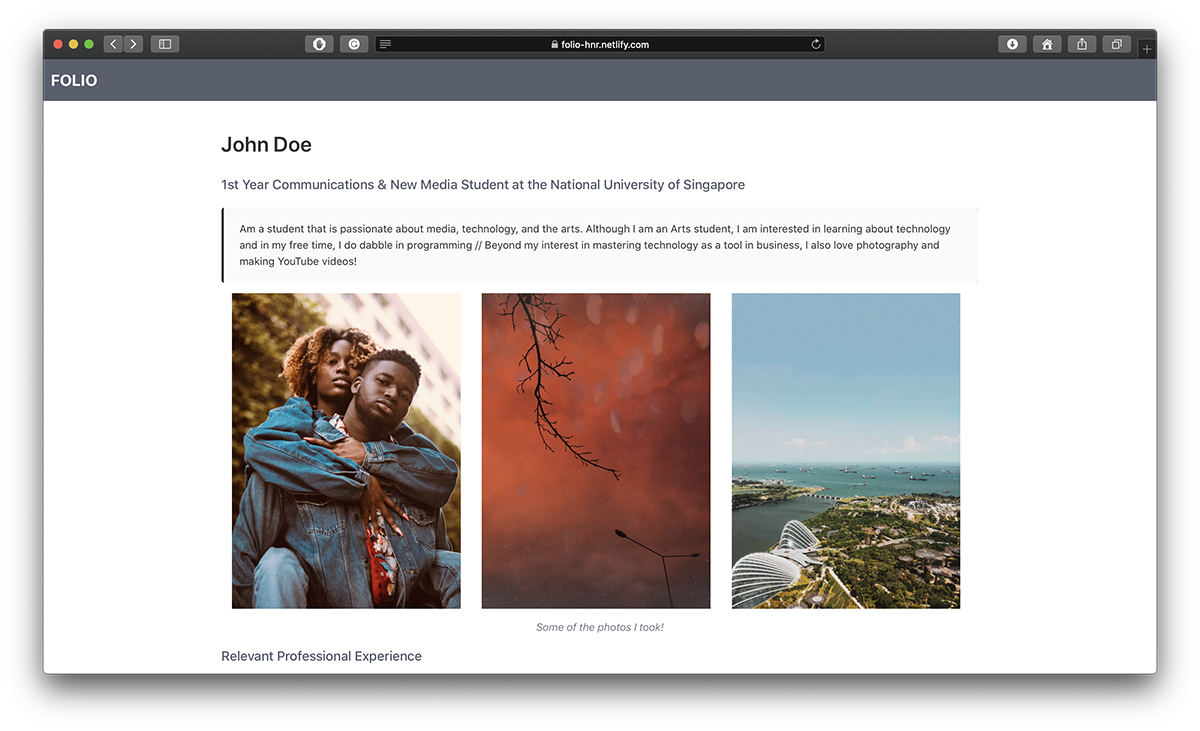 folio-hnr.netlify.com
FOLIO
John Doe
1st Year Communications & New Media Student at the National University of Singapore
Am a student that is passionate about media, technology, and the arts. Although I am an Arts student, I am interested in learning about technology
and in my free time, I do dabble in programming // Beyond my interest in mastering technology as a tool in business, I also love photography and
making YouTube videos!
Some of the photos I took!
Relevant Professional Experience